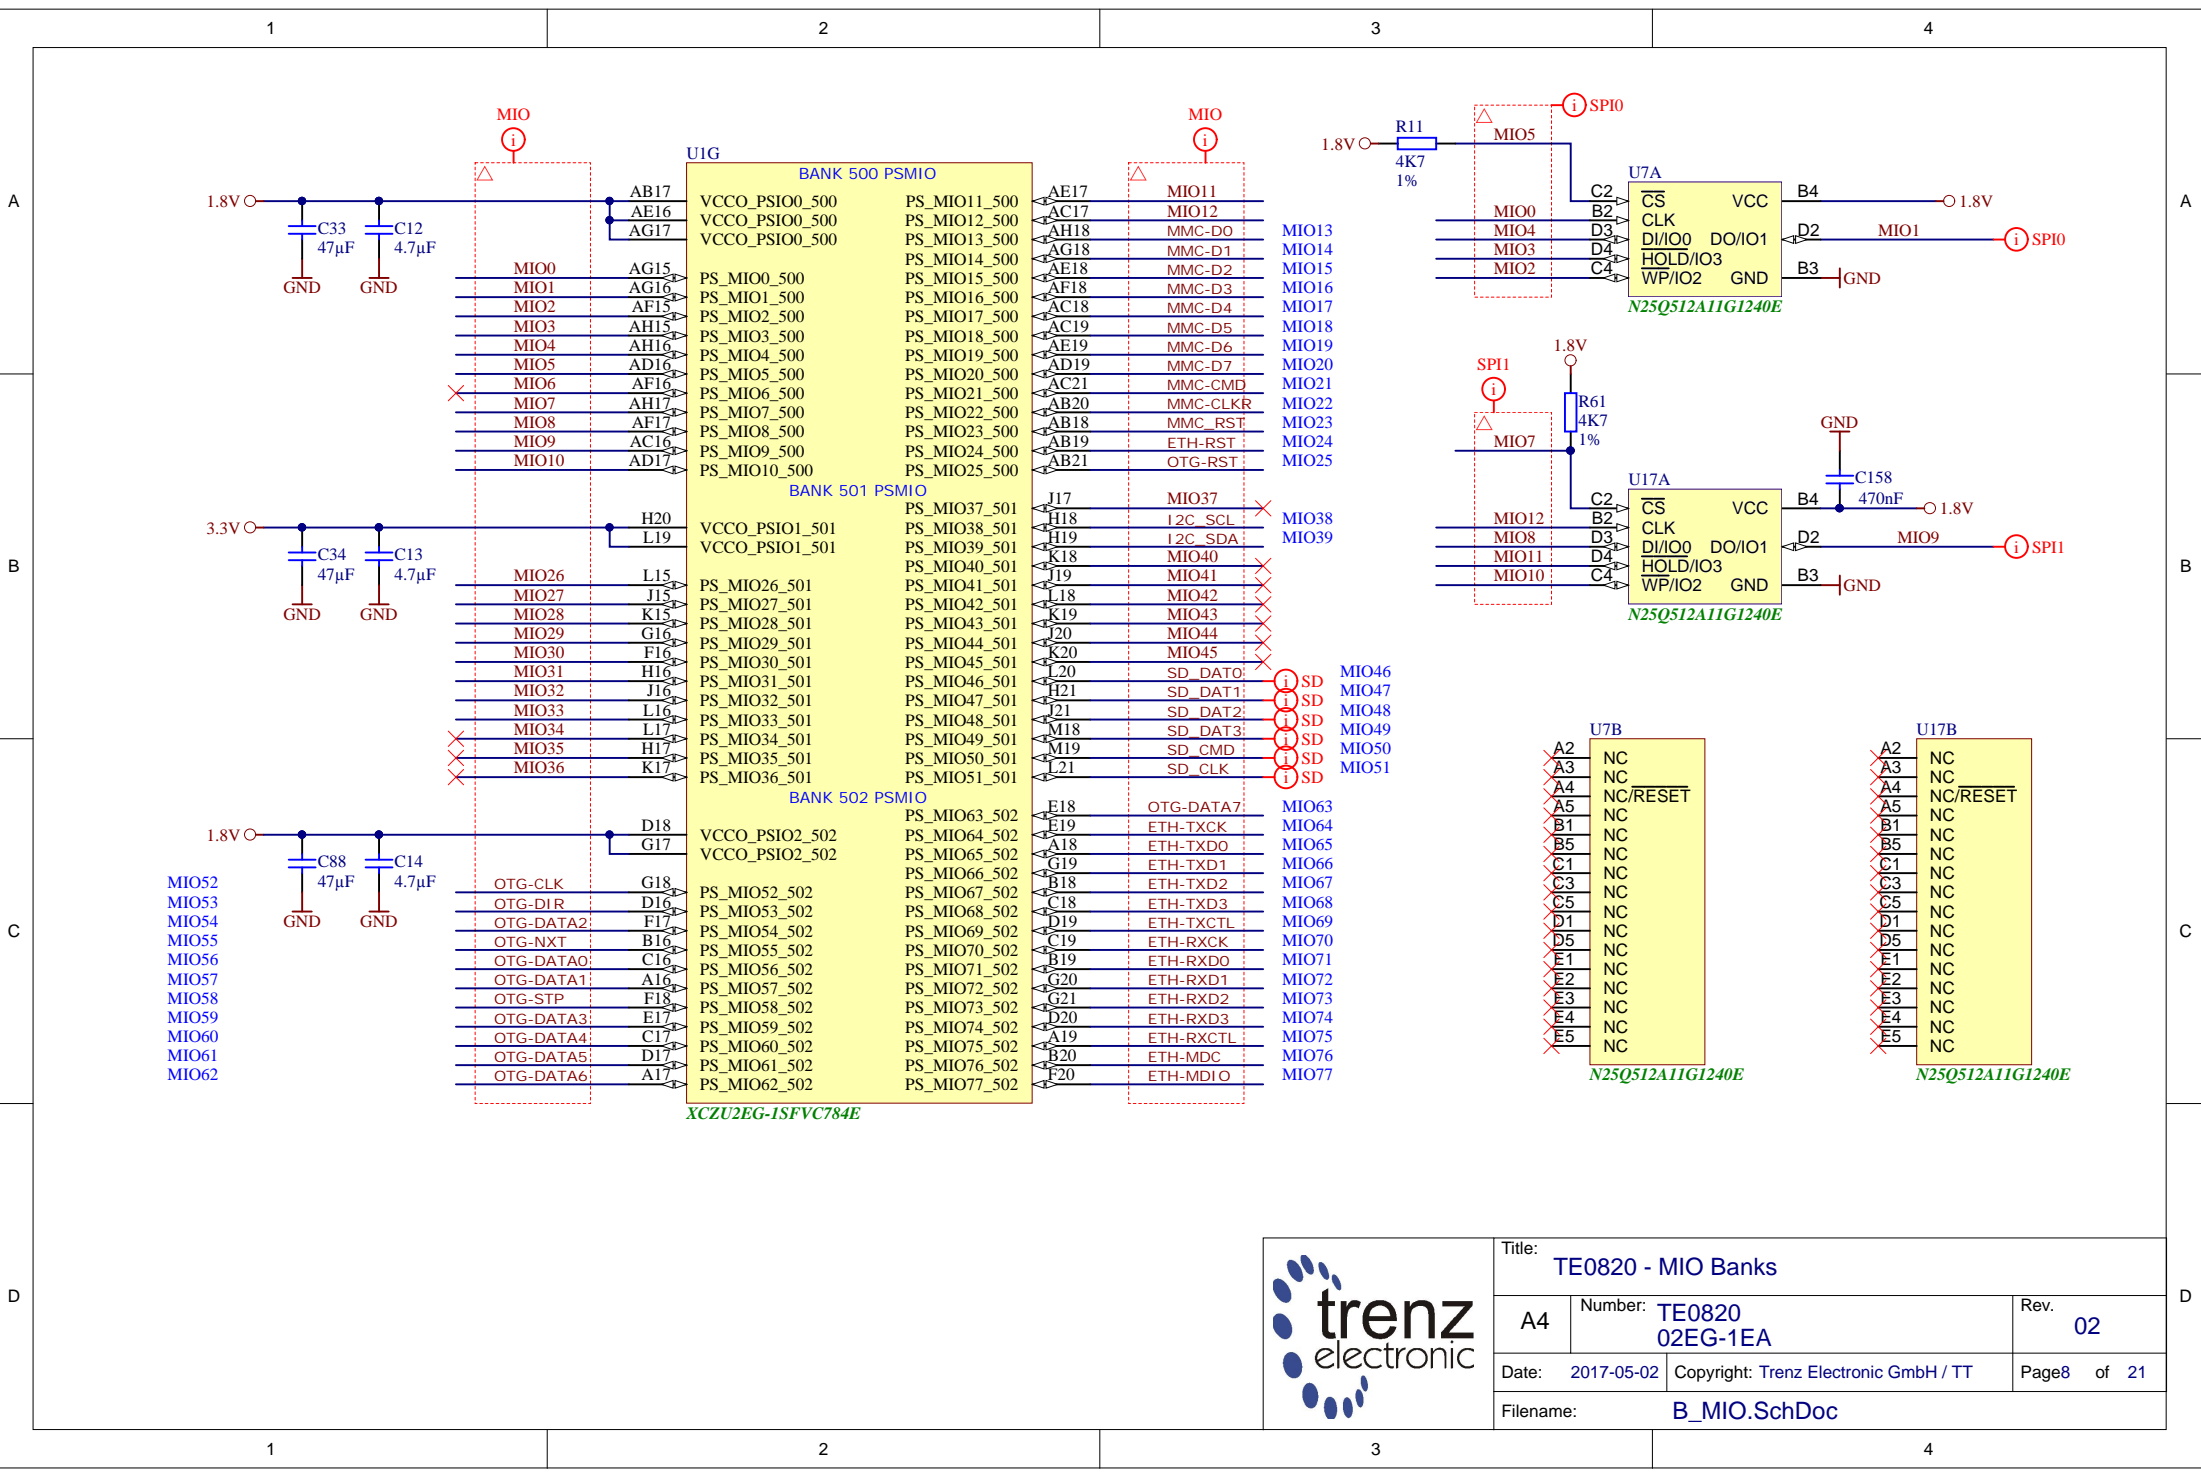 1 2 3 4
A A
B B
C C
D D
MIO
1.8V
C33
47µF
C12
4.7µF
GND GND
MIO0 AG15
MIO1 AG16
MIO2 AF15
MIO3 AH15
MIO4 AH16
MIO5 AD16
MIO6 AF16
MIO7 AH17
MIO8 AF17
MIO9 AC16
MIO10 AD17
3.3V
C34
47µF
C13
4.7µF
GND GND
MIO26 L15
MIO27 J15
MIO28 K15
MIO29 G16
MIO30 F16
MIO31 H16
MIO32 J16
MIO33 L16
MIO34 L17
MIO35 H17
MIO36 K17
1.8V
C88
47µF
C14
4.7µF
GND GND
MIO52 OTG-CLK G18
MIO53 OTG-DIR D16
MIO54 OTG-DATA2 F17
MIO55 OTG-NXT B16
MIO56 OTG-DATA0 C16
MIO57 OTG-DATA1 A16
MIO58 OTG-STP F18
MIO59 OTG-DATA3 E17
MIO60 OTG-DATA4 C17
MIO61 OTG-DATA5 D17
MIO62 OTG-DATA6 A17
U1G
BANK 500 PSMIO
AB17 VCCO_PSIO0_500
AE16 VCCO_PSIO0_500
AG17 VCCO_PSIO0_500
PS_MIO0_500
PS_MIO1_500
PS_MIO2_500
PS_MIO3_500
PS_MIO4_500
PS_MIO5_500
PS_MIO6_500
PS_MIO7_500
PS_MIO8_500
PS_MIO9_500
PS_MIO10_500
BANK 501 PSMIO
H20 VCCO_PSIO1_501
L19 VCCO_PSIO1_501
PS_MIO26_501
PS_MIO27_501
PS_MIO28_501
PS_MIO29_501
PS_MIO30_501
PS_MIO31_501
PS_MIO32_501
PS_MIO33_501
PS_MIO34_501
PS_MIO35_501
PS_MIO36_501
BANK 502 PSMIO
D18 VCCO_PSIO2_502
G17 VCCO_PSIO2_502
PS_MIO52_502
PS_MIO53_502
PS_MIO54_502
PS_MIO55_502
PS_MIO56_502
PS_MIO57_502
PS_MIO58_502
PS_MIO59_502
PS_MIO60_502
PS_MIO61_502
PS_MIO62_502
XCZU2EG-1SFVC784E
MIO
PS_MIO11_500 AE17 MIO11
PS_MIO12_500 AC17 MIO12
PS_MIO13_500 AH18 MMC-D0 MIO13
PS_MIO14_500 AG18 MMC-D1 MIO14
PS_MIO15_500 AE18 MMC-D2 MIO15
PS_MIO16_500 AF18 MMC-D3 MIO16
PS_MIO17_500 AC18 MMC-D4 MIO17
PS_MIO18_500 AC19 MMC-D5 MIO18
PS_MIO19_500 AE19 MMC-D6 MIO19
PS_MIO20_500 AD19 MMC-D7 MIO20
PS_MIO21_500 AC21 MMC-CMD MIO21
PS_MIO22_500 AB20 MMC-CLKR MIO22
PS_MIO23_500 AB18 MMC_RST MIO23
PS_MIO24_500 AB19 ETH-RST MIO24
PS_MIO25_500 AB21 OTG-RST MIO25
PS_MIO37_501 J17 MIO37
PS_MIO38_501 H18 I2C_SCL MIO38
PS_MIO39_501 H19 I2C_SDA MIO39
PS_MIO40_501 K18 MIO40
PS_MIO41_501 J19 MIO41
PS_MIO42_501 L18 MIO42
PS_MIO43_501 K19 MIO43
PS_MIO44_501 J20 MIO44
PS_MIO45_501 K20 MIO45
PS_MIO46_501 L20 SD_DAT0 SD MIO46
PS_MIO47_501 H21 SD_DAT1 SD MIO47
PS_MIO48_501 J21 SD_DAT2 SD MIO48
PS_MIO49_501 M18 SD_DAT3 SD MIO49
PS_MIO50_501 M19 SD_CMD SD MIO50
PS_MIO51_501 L21 SD_CLK SD MIO51
PS_MIO63_502 E18 OTG-DATA7 MIO63
PS_MIO64_502 E19 ETH-TXCK MIO64
PS_MIO65_502 A18 ETH-TXD0 MIO65
PS_MIO66_502 G19 ETH-TXD1 MIO66
PS_MIO67_502 B18 ETH-TXD2 MIO67
PS_MIO68_502 C18 ETH-TXD3 MIO68
PS_MIO69_502 D19 ETH-TXCTL MIO69
PS_MIO70_502 C19 ETH-RXCK MIO70
PS_MIO71_502 B19 ETH-RXD0 MIO71
PS_MIO72_502 G20 ETH-RXD1 MIO72
PS_MIO73_502 G21 ETH-RXD2 MIO73
PS_MIO74_502 D20 ETH-RXD3 MIO74
PS_MIO75_502 A19 ETH-RXCTL MIO75
PS_MIO76_502 B20 ETH-MDC MIO76
PS_MIO77_502 F20 ETH-MDIO MIO77
SPI0
1.8V R11 MIO5
4K7
1%
U7A
C2 CS VCC B4 1.8V
MIO0 B2 CLK
MIO4 D3 DI/IO0 DO/IO1 D2 MIO1 SPI0
MIO3 D4 HOLD/IO3
MIO2 C4 WP/IO2 GND B3 GND
N25Q512A11G1240E
1.8V
SPI1
R61
4K7
1%
MIO7
GND
C158
470nF
U17A
C2 CS VCC B4 1.8V
MIO12 B2 CLK
MIO8 D3 DI/IO0 DO/IO1 D2 MIO9 SPI1
MIO11 D4 HOLD/IO3
MIO10 C4 WP/IO2 GND B3 GND
N25Q512A11G1240E
U7B
A2 NC
A3 NC
A4 NC/RESET
A5 NC
B1 NC
B5 NC
C1 NC
C3 NC
C5 NC
D1 NC
D5 NC
E1 NC
E2 NC
E3 NC
E4 NC
E5 NC
N25Q512A11G1240E
U17B
A2 NC
A3 NC
A4 NC/RESET
A5 NC
B1 NC
B5 NC
C1 NC
C3 NC
C5 NC
D1 NC
D5 NC
E1 NC
E2 NC
E3 NC
E4 NC
E5 NC
N25Q512A11G1240E
trenz
electronic
Title: TE0820 - MIO Banks
A4 Number: TE0820
02EG-1EA
Rev. 02
Date: 2017-05-02 Copyright: Trenz Electronic GmbH / TT Page8 of 21
Filename: B_MIO.SchDoc
1 2 3 4